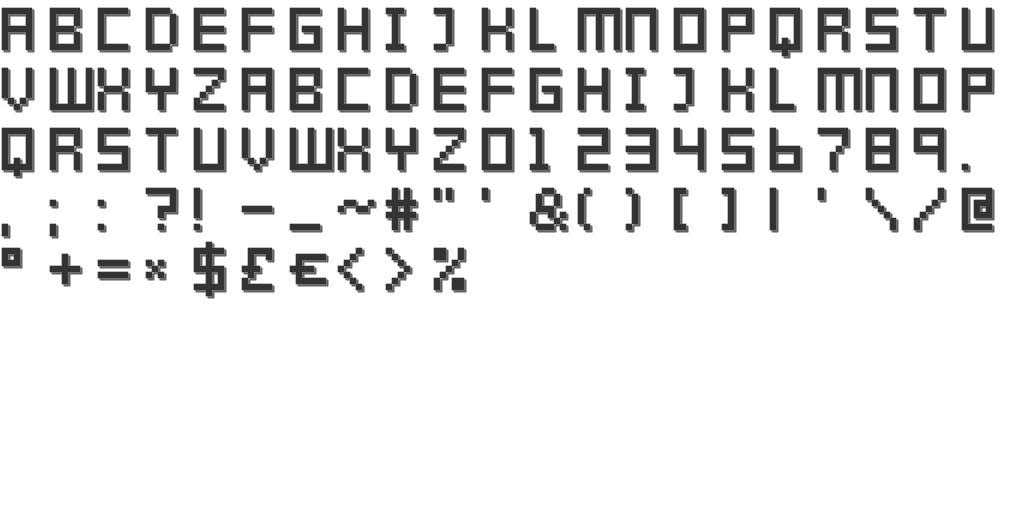 ABCDEFGHIJKLMNOPQRSTU
VWXYZABCDEFGHIJKLMNOP
QRSTUVWXYZ0123456789.
,;:?!-_~#"'&()[]|'\/@
°+=×$£€<>%